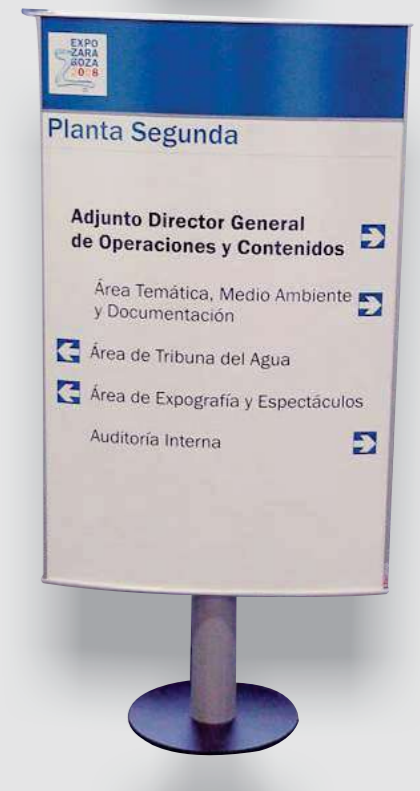 EXPO
ZARA
GOZA
2008
Planta Segunda
Adjunto Director General
de Operaciones y Contenidos
Área Temática, Medio Ambiente
y Documentación
Área de Tribuna del Agua
Área de Expografía y Espectáculos
Auditoría Interna